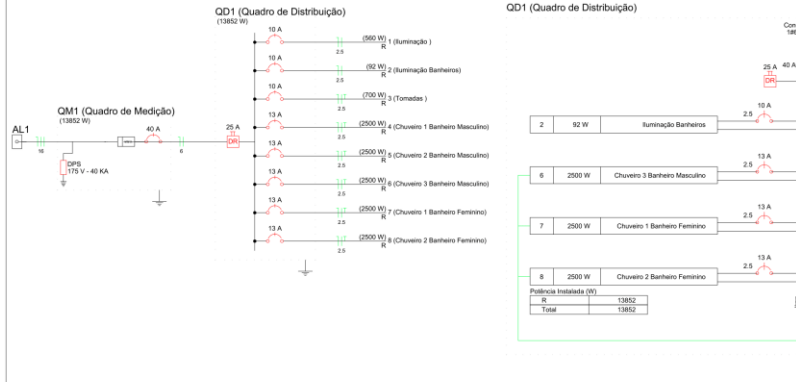 QD1 (Quadro de Distribuição)
(13852 W)
10 A
(560 W) 1 (Iluminação )
R
2.5
10 A
(92 W) 2 (Iluminação Banheiros)
R
2.5
10 A
(700 W) 3 (Tomadas )
R
2.5
13 A
(2500 W) 4 (Chuveiro 1 Banheiro Masculino)
R
2.5
13 A
(2500 W) 5 (Chuveiro 2 Banheiro Masculino)
R
2.5
13 A
(2500 W) 6 (Chuveiro 3 Banheiro Masculino)
R
2.5
13 A
(2500 W) 7 (Chuveiro 1 Banheiro Feminino)
R
2.5
13 A
(2500 W) 8 (Chuveiro 2 Banheiro Feminino)
R
2.5
QM1 (Quadro de Medição)
(13852 W)
AL1
16
40 A
6
25 A
DR
DPS
175 V - 40 KA
QD1 (Quadro de Distribuição)
25 A 40 A
DR
2 92 W Iluminação Banheiros 2.5 10 A
6 2500 W Chuveiro 3 Banheiro Masculino 2.5 13 A
7 2500 W Chuveiro 1 Banheiro Feminino 2.5 13 A
8 2500 W Chuveiro 2 Banheiro Feminino 2.5 13 A
Potência Instalada (W)
R 13852
Total 13852